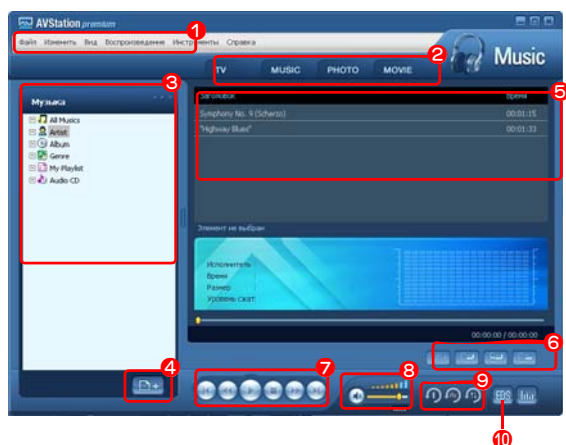 AVStation premium
1
Файл Изменить Вид Воспроизведение Инструменты Справка
2
TV MUSIC PHOTO MOVIE
Music
3
Музыка
All Musics
Artist
Album
Genre
My Playlist
Audio CD
4
5
Заголовок Время
Symphony No. 9 (Scherzo) 00:01:15
"Highway Blues" 00:01:33
Элемент не выбран
Исполнитель
Время
Размер
Уровень сжат
00:00:00 / 00:00:00
6
7
8
9
EDS
10